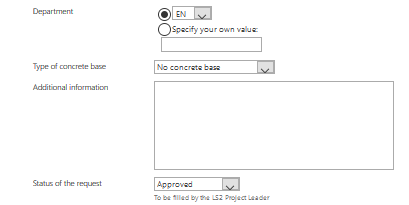 Department
EN
Specify your own value:
Type of concrete base
No concrete base
Additional information
Status of the request
Approved
To be filled by the LS2 Project Leader